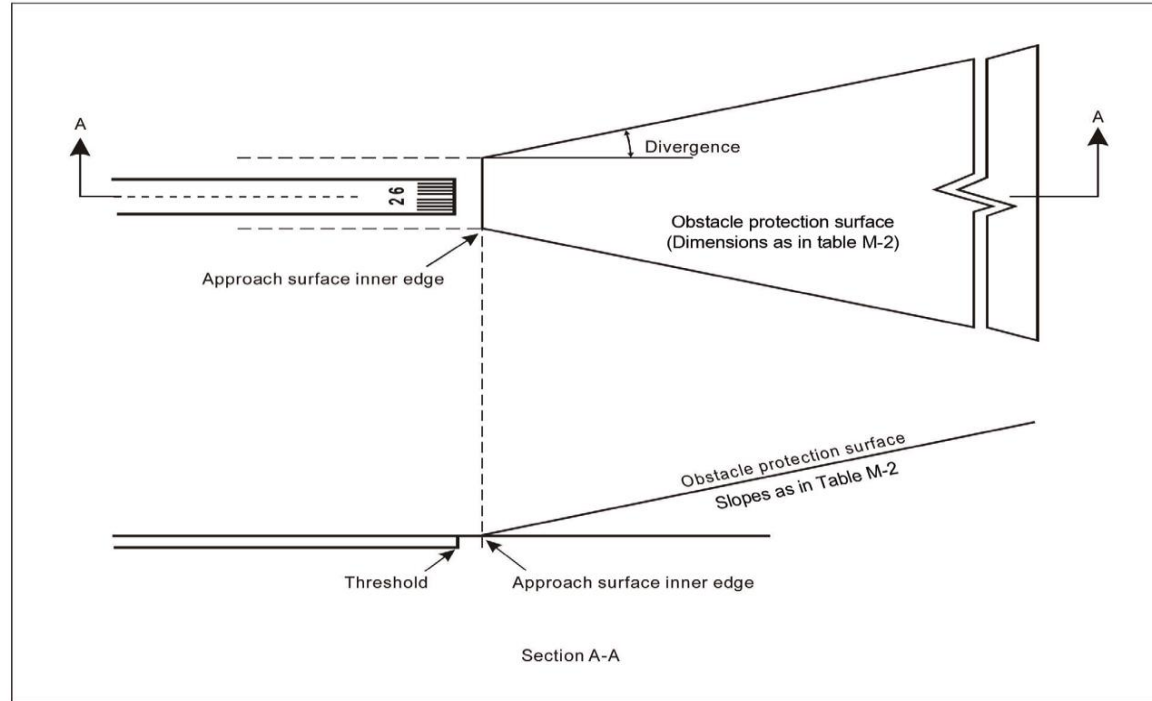 A
A
Divergence
26
Obstacle protection surface
(Dimensions as in table M-2)
Approach surface inner edge
Obstacle protection surface
Slopes as in Table M-2
Threshold
Approach surface inner edge
Section A-A